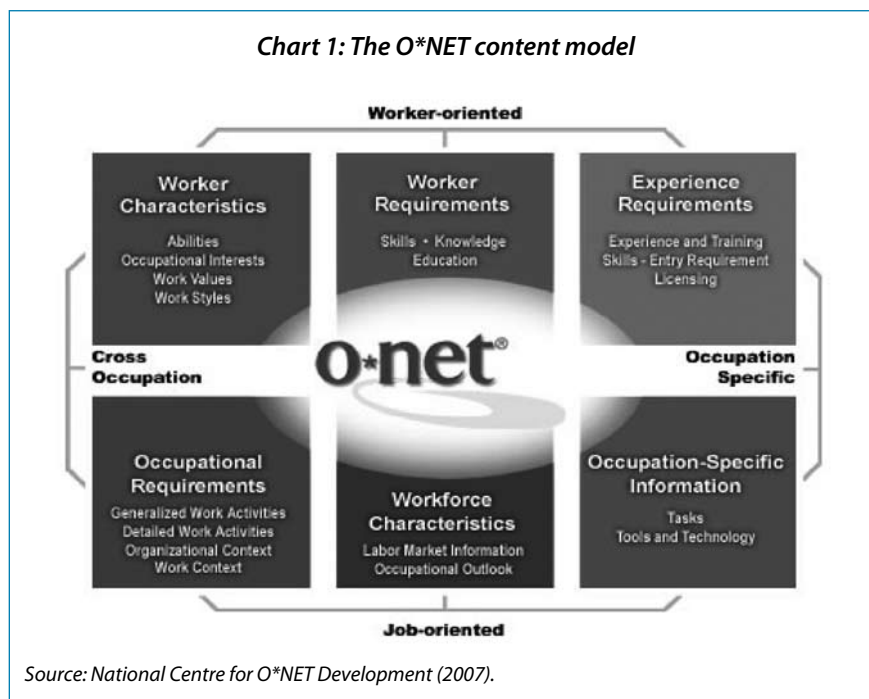 Chart 1: The O*NET content model
Worker-oriented
Worker
Characteristics
Abilities
Occupational Interests
Work Values
Work Styles
Worker
Requirements
Skills • Knowledge
Education
Experience
Requirements
Experience and Training
Skills - Entry Requirement
Licensing
Cross
Occupation
o*net®
Occupation
Specific
Occupational
Requirements
Generalized Work Activities
Detailed Work Activities
Organizational Context
Work Context
Workforce
Characteristics
Labor Market Information
Occupational Outlook
Occupation-Specific
Information
Tasks
Tools and Technology
Job-oriented
Source: National Centre for O*NET Development (2007).